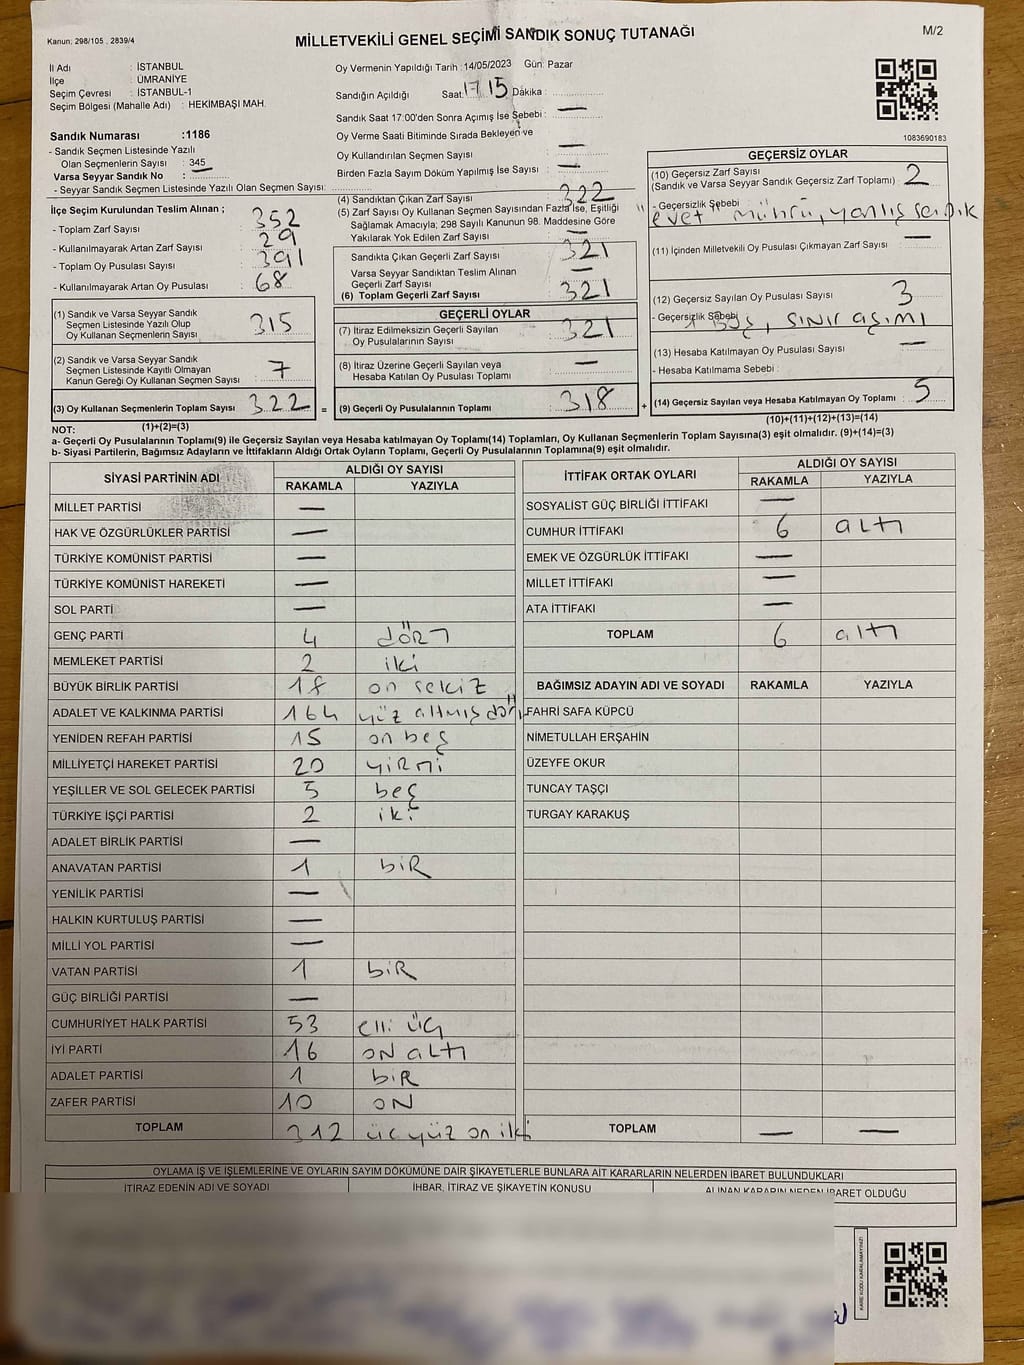 Kanun; 298/105 , 2839/4
MİLLETVEKİLİ GENEL SEÇİMİ SANDIK SONUÇ TUTANAĞI
M/2
İl Adı : İSTANBUL
İlçe : ÜMRANİYE
Seçim Çevresi : İSTANBUL-1
Seçim Bölgesi (Mahalle Adı) : HEKİMBAŞI MAH.
Sandık Numarası :1186
- Sandık Seçmen Listesinde Yazılı
Olan Seçmenlerin Sayısı : 345
Varsa Seyyar Sandık No : —
- Seyyar Sandık Seçmen Listesinde Yazılı Olan Seçmen Sayısı:
Oy Vermenin Yapıldığı Tarih :14/05/2023 Gün: Pazar
Sandığın Açıldığı Saat: 17 15 Dakika :
Sandık Saat 17:00'den Sonra Açımış İse Sebebi: —
Oy Verme Saati Bitiminde Sırada Bekleyen ve
Oy Kullandırılan Seçmen Sayısı —
Birden Fazla Sayım Döküm Yapılmış İse Sayısı —
1083690183
İlçe Seçim Kurulundan Teslim Alınan ;
- Toplam Zarf Sayısı : 352
- Kullanılmayarak Artan Zarf Sayısı : 29
- Toplam Oy Pusulası Sayısı : 391
- Kullanılmayarak Artan Oy Pusulası : 68
(1) Sandık ve Varsa Seyyar Sandık
Seçmen Listesinde Yazılı Olup
Oy Kullanan Seçmenlerin Sayısı : 315
(2) Sandık ve Varsa Seyyar Sandık
Seçmen Listesinde Kayıtlı Olmayan
Kanun Gereği Oy Kullanan Seçmen Sayısı : 7
(3) Oy Kullanan Seçmenlerin Toplam Sayısı : 322 =
(4) Sandıktan Çıkan Zarf Sayısı : 322
(5) Zarf Sayısı Oy Kullanan Seçmen Sayısından Fazla İse, Eşitliği
Sağlamak Amacıyla; 298 Sayılı Kanunun 98. Maddesine Göre
Yakılarak Yok Edilen Zarf Sayısı : —
Sandıkta Çıkan Geçerli Zarf Sayısı : 321
Varsa Seyyar Sandıktan Teslim Alınan
Geçerli Zarf Sayısı : —
(6) Toplam Geçerli Zarf Sayısı : 321
GEÇERLİ OYLAR
(7) İtiraz Edilmeksizin Geçerli Sayılan
Oy Pusulalarının Sayısı : 321
(8) İtiraz Üzerine Geçerli Sayılan veya
Hesaba Katılan Oy Pusulası Toplamı : —
(9) Geçerli Oy Pusulalarının Toplamı : 318 +
GEÇERSİZ OYLAR
(10) Geçersiz Zarf Sayısı
(Sandık ve Varsa Seyyar Sandık Geçersiz Zarf Toplamı) 2
- Geçersizlik Sebebi :
"evet" mührü, yanlış sandık
(11) İçinden Milletvekili Oy Pusulası Çıkmayan Zarf Sayısı —
(12) Geçersiz Sayılan Oy Pusulası Sayısı : 3
- Geçersizlik Sebebi
1 Boş, sınır aşımı
(13) Hesaba Katılmayan Oy Pusulası Sayısı : —
- Hesaba Katılmama Sebebi :
(14) Geçersiz Sayılan veya Hesaba Katılmayan Oy Toplamı : 5
NOT: (1)+(2)=(3)
(10)+(11)+(12)+(13)=(14)
a- Geçerli Oy Pusulalarının Toplamı(9) ile Geçersiz Sayılan veya Hesaba katılmayan Oy Toplamı(14) Toplamları, Oy Kullanan Seçmenlerin Toplam Sayısına(3) eşit olmalıdır. (9)+(14)=(3)
b- Siyasi Partilerin, Bağımsız Adayların ve İttifakların Aldığı Ortak Oyların Toplamı, Geçerli Oy Pusulalarının Toplamına(9) eşit olmalıdır.
SİYASİ PARTİNİN ADI ALDIĞI OY SAYISI
RAKAMLA YAZIYLA
MİLLET PARTİSİ —
HAK VE ÖZGÜRLÜKLER PARTİSİ —
TÜRKİYE KOMÜNİST PARTİSİ —
TÜRKİYE KOMÜNİST HAREKETİ —
SOL PARTİ —
GENÇ PARTİ 4 dört
MEMLEKET PARTİSİ 2 iki
BÜYÜK BİRLİK PARTİSİ 18 on sekiz
ADALET VE KALKINMA PARTİSİ 164 yüz altmış dört
YENİDEN REFAH PARTİSİ 15 on beş
MİLLİYETÇİ HAREKET PARTİSİ 20 yirmi
YEŞİLLER VE SOL GELECEK PARTİSİ 5 beş
TÜRKİYE İŞÇİ PARTİSİ 2 iki
ADALET BİRLİK PARTİSİ —
ANAVATAN PARTİSİ 1 bir
YENİLİK PARTİSİ —
HALKIN KURTULUŞ PARTİSİ —
MİLLİ YOL PARTİSİ —
VATAN PARTİSİ 1 bir
GÜÇ BİRLİĞİ PARTİSİ —
CUMHURİYET HALK PARTİSİ 53 elli üç
İYİ PARTİ 16 on altı
ADALET PARTİSİ 1 bir
ZAFER PARTİSİ 10 on
TOPLAM 312 üç yüz on iki
İTTİFAK ORTAK OYLARI ALDIĞI OY SAYISI
RAKAMLA YAZIYLA
SOSYALİST GÜÇ BİRLİĞİ İTTİFAKI —
CUMHUR İTTİFAKI 6 altı
EMEK VE ÖZGÜRLÜK İTTİFAKI —
MİLLET İTTİFAKI —
ATA İTTİFAKI —
TOPLAM 6 altı
BAĞIMSIZ ADAYIN ADI VE SOYADI RAKAMLA YAZIYLA
FAHRİ SAFA KÜPCÜ
NİMETULLAH ERŞAHİN
ÜZEYFE OKUR
TUNCAY TAŞÇI
TURGAY KARAKUŞ
TOPLAM — —
OYLAMA İŞ VE İŞLEMLERİNE VE OYLARIN SAYIM DÖKÜMÜNE DAİR ŞİKAYETLERLE BUNLARA AİT KARARLARIN NELERDEN İBARET BULUNDUKLARI
İTİRAZ EDENİN ADI VE SOYADI İHBAR, İTİRAZ VE ŞİKAYETİN KONUSU ALINAN KARARIN NEDEN İBARET OLDUĞU
KARE KODU KARALAMAYINIZ!